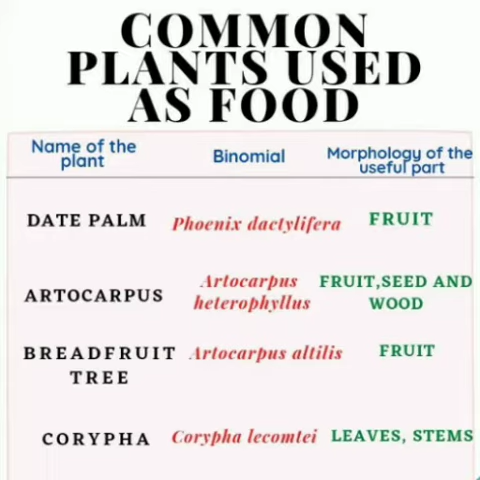 COMMON
PLANTS USED
AS FOOD
Name of the plant Binomial Morphology of the useful part
DATE PALM Phoenix dactylifera FRUIT
ARTOCARPUS Artocarpus heterophyllus FRUIT,SEED AND WOOD
BREADFRUIT TREE Artocarpus altilis FRUIT
CORYPHA Corypha lecomtei LEAVES, STEMS